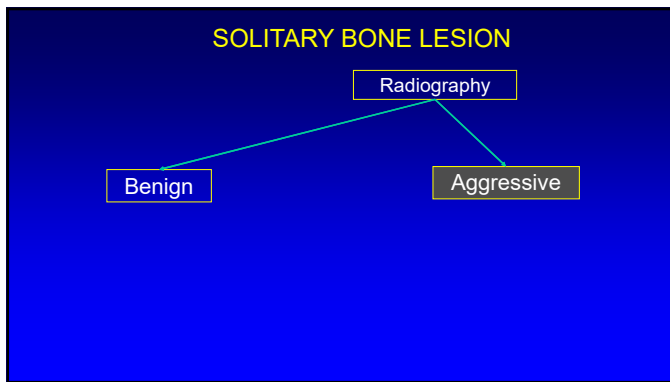 SOLITARY BONE LESION
Radiography
Benign
Aggressive